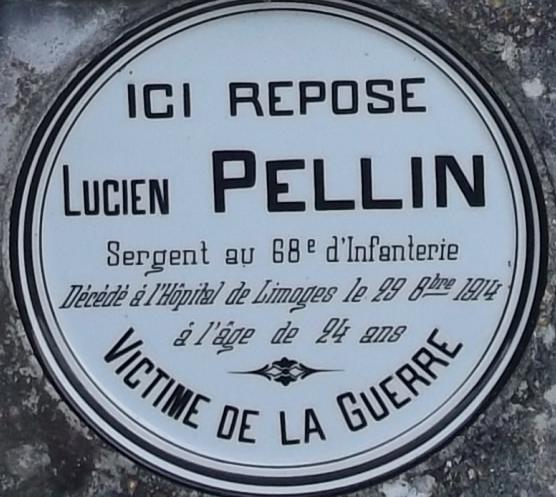 ICI REPOSE
LUCIEN PELLIN
Sergent au 68e d'Infanterie
Décédé à l'Hôpital de Limoges le 29 8bre 1914
à l'âge de 24 ans
VICTIME DE LA GUERRE